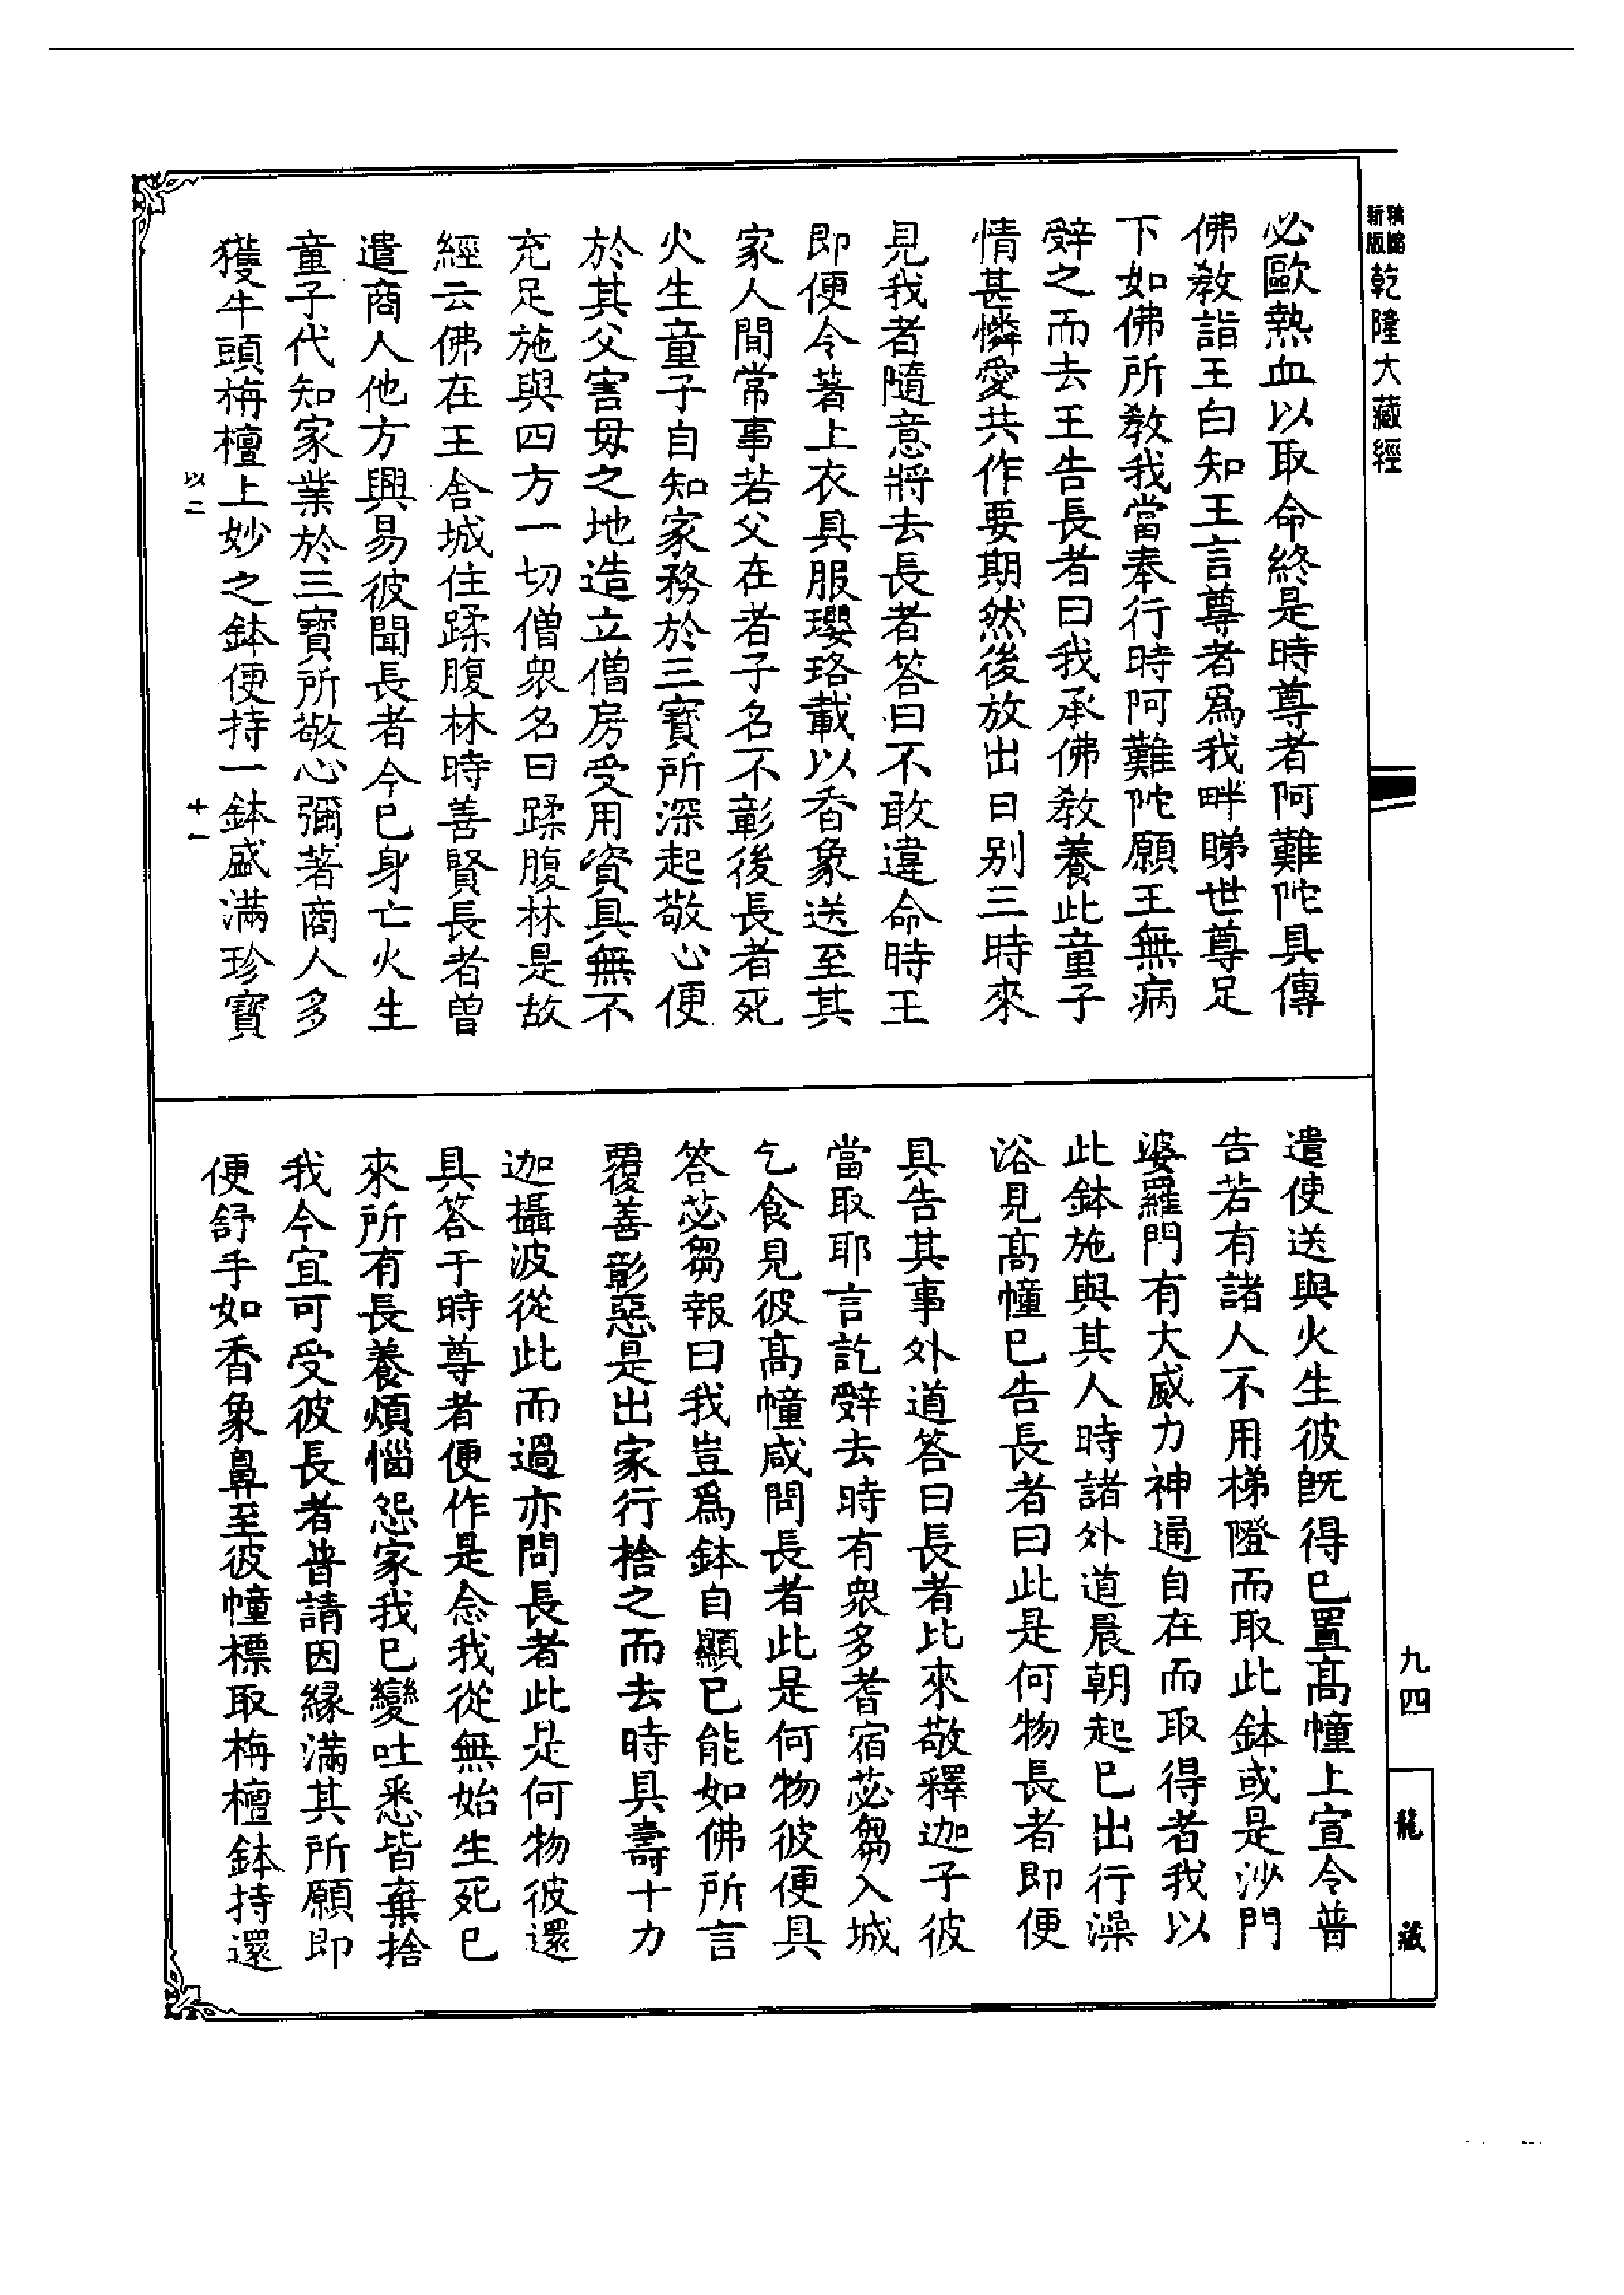 精縮新版乾隆大藏經
必歐熱血以取命終是時尊者阿難陀具傳
佛教詣王白知王言尊者爲我畔睇世尊足
下如佛所教我當奉行時阿難陀願王無病
辭之而去王告長者曰我承佛教養此童子
情甚憐愛共作要期然後放出日别三時來
見我者隨意將去長者答曰不敢違命時王
即便令著上衣具服瓔珞載以香象送至其
家人間常事若父在者子名不彰後長者死
火生童子自知家務於三寶所深起敬心便
於其父害毋之地造立僧房受用資具無不
充足施與四方一切僧衆名曰蹂腹林是故
經云佛在王舍城住蹂腹林時善賢長者曾
遣商人他方興易彼聞長者今已身亡火生
童子代知家業於三寶所敬心彌著商人多
獲牛頭栴檀上妙之鉢便持一鉢盛滿珍寶
以二
十一
遣使送與火生彼旣得已置髙幢上宣令普
告若有諸人不用梯隥而取此鉢或是沙門
婆羅門有大威力神通自在而取得者我以
此鉢施與其人時諸外道晨朝起已出行澡
浴見髙幢已告長者曰此是何物長者即便
具告其事外道答曰長者比來敬釋迦子彼
當取耶言訖辭去時有衆多耆宿苾芻入城
乞食見彼髙幢咸問長者此是何物彼便具
答苾芻報曰我豈爲鉢自顯已能如佛所言
覆善彰惡是出家行捨之而去時具壽十力
迦攝波從此而過亦問長者此是何物彼還
具答于時尊者便作是念我從無始生死已
來所有長養煩惱怨家我已變吐悉皆棄捨
我今宜可受彼長者普請因緣滿其所願即
便舒手如香象鼻至彼幢標取栴檀鉢持還
九四
龍藏